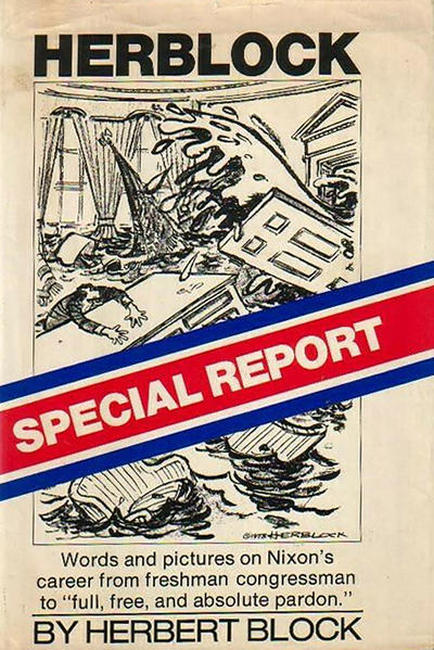 HERBLOCK
SPECIAL REPORT
©1973 HERBLOCK
Words and pictures on Nixon's
career from freshman congressman
to "full, free, and absolute pardon."
BY HERBERT BLOCK